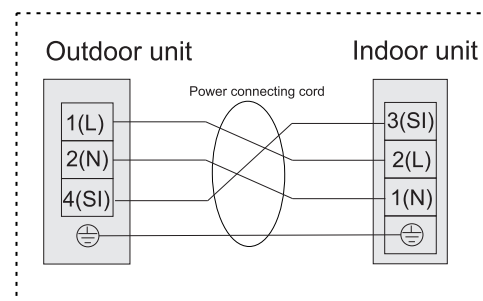 Outdoor unit
Indoor unit
Power connecting cord
1(L)
2(N)
4(SI)
3(SI)
2(L)
1(N)